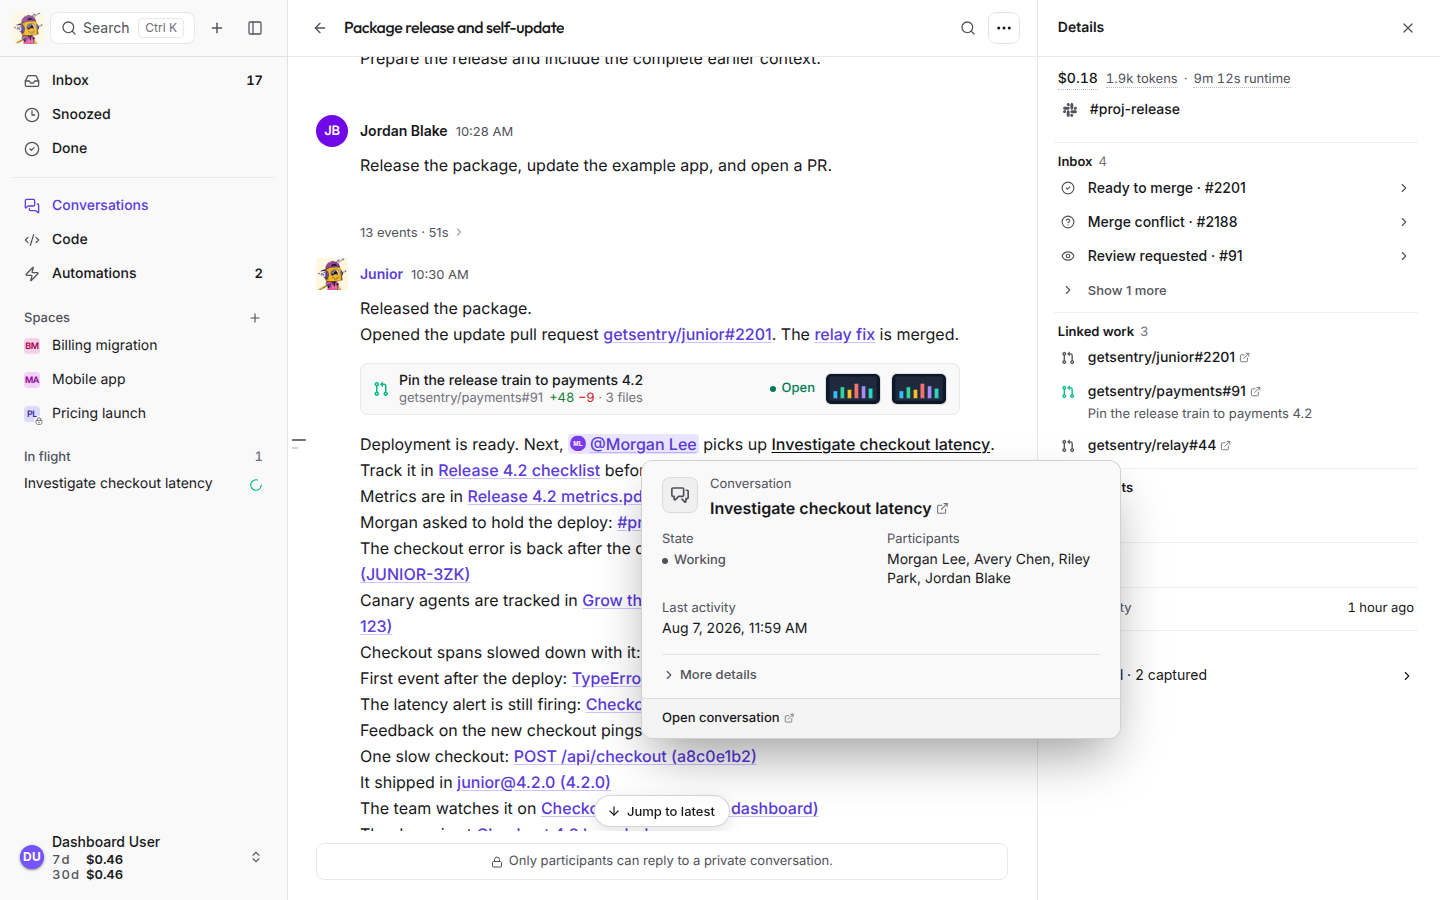 Search Ctrl K
Inbox 17
Snoozed
Done
Conversations
Code
Automations 2
Spaces
BM Billing migration
MA Mobile app
PL Pricing launch
In flight 1
Investigate checkout latency
DU Dashboard User
7d $0.46
30d $0.46
Package release and self-update
Prepare the release and include the complete earlier context.
JB Jordan Blake 10:28 AM
Release the package, update the example app, and open a PR.
13 events · 51s
Junior 10:30 AM
Released the package.
Opened the update pull request getsentry/junior#2201. The relay fix is merged.
Pin the release train to payments 4.2
getsentry/payments#91 +48 −9 · 3 files
Open
Deployment is ready. Next, ML @Morgan Lee picks up Investigate checkout latency.
Track it in Release 4.2 checklist
Metrics are in Release 4.2
Morgan asked to hold the deploy:
The checkout error is back after the
(JUNIOR-3ZK)
Canary agents are tracked in Grow
123)
Checkout spans slowed down with it:
First event after the deploy:
The latency alert is still firing:
Feedback on the new checkout pings
One slow checkout: POST /api/checkout (a8c0e1b2)
It shipped in junior@4.2.0 (4.2.0)
The team watches it on dashboard)
Jump to latest
Only participants can reply to a private conversation.
Conversation
Investigate checkout latency
State
Working
Participants
Morgan Lee, Avery Chen, Riley
Park, Jordan Blake
Last activity
Aug 7, 2026, 11:59 AM
More details
Open conversation
Details
$0.18 1.9k tokens · 9m 12s runtime
#proj-release
Inbox 4
Ready to merge · #2201
Merge conflict · #2188
Review requested · #91
Show 1 more
Linked work 3
getsentry/junior#2201
getsentry/payments#91
Pin the release train to payments 4.2
getsentry/relay#44
1 hour ago
· 2 captured